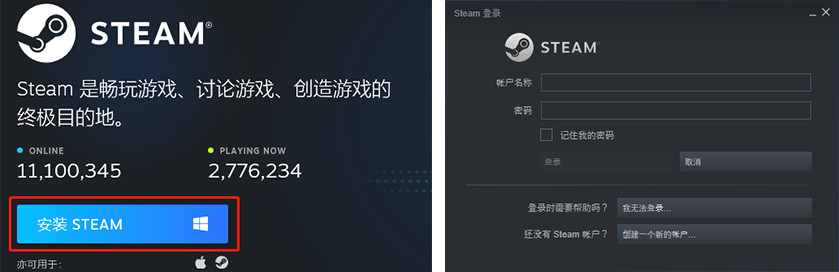 STEAM®
Steam 是畅玩游戏、讨论游戏、创造游戏的
终极目的地。
ONLINE
11,100,345
PLAYING NOW
2,776,234
安装 STEAM
亦可用于:
Steam 登录
STEAM™
帐户名称
密码
记住我的密码
登录
取消
登录时需要帮助吗?
我无法登录...
还没有 Steam 帐户?
创建一个新的帐户...